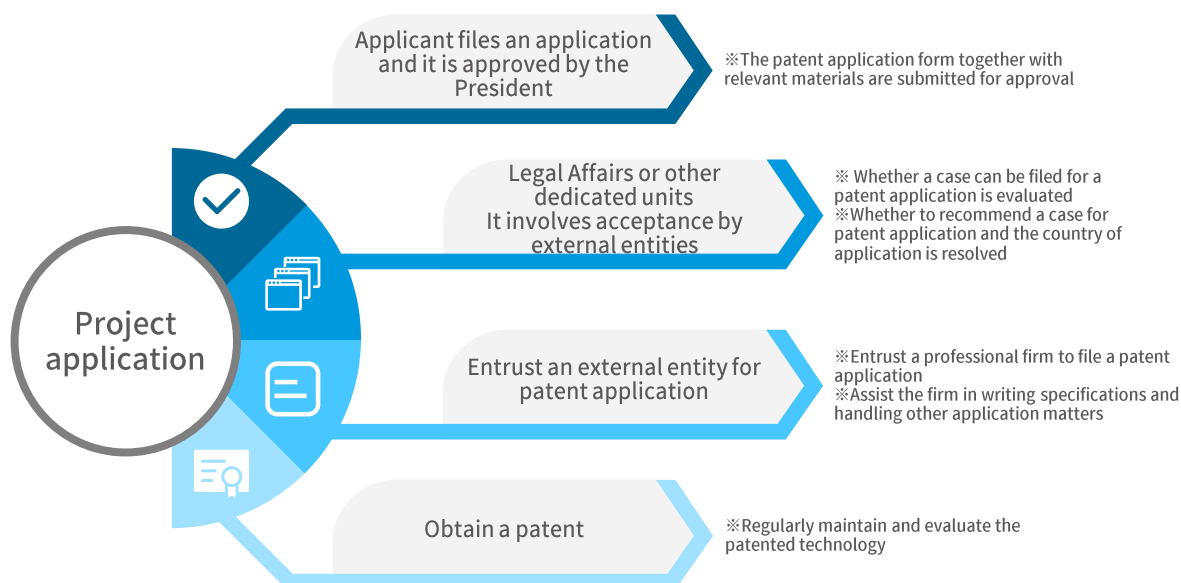 Project
application
Applicant files an application
and it is approved by the
President
※The patent application form together with
relevant materials are submitted for approval
Legal Affairs or other
dedicated units
It involves acceptance by
external entities
※ Whether a case can be filed for a
patent application is evaluated
※Whether to recommend a case for
patent application and the country of
application is resolved
Entrust an external entity for
patent application
※Entrust a professional firm to file a patent
application
※Assist the firm in writing specifications and
handling other application matters
Obtain a patent
※Regularly maintain and evaluate the
patented technology